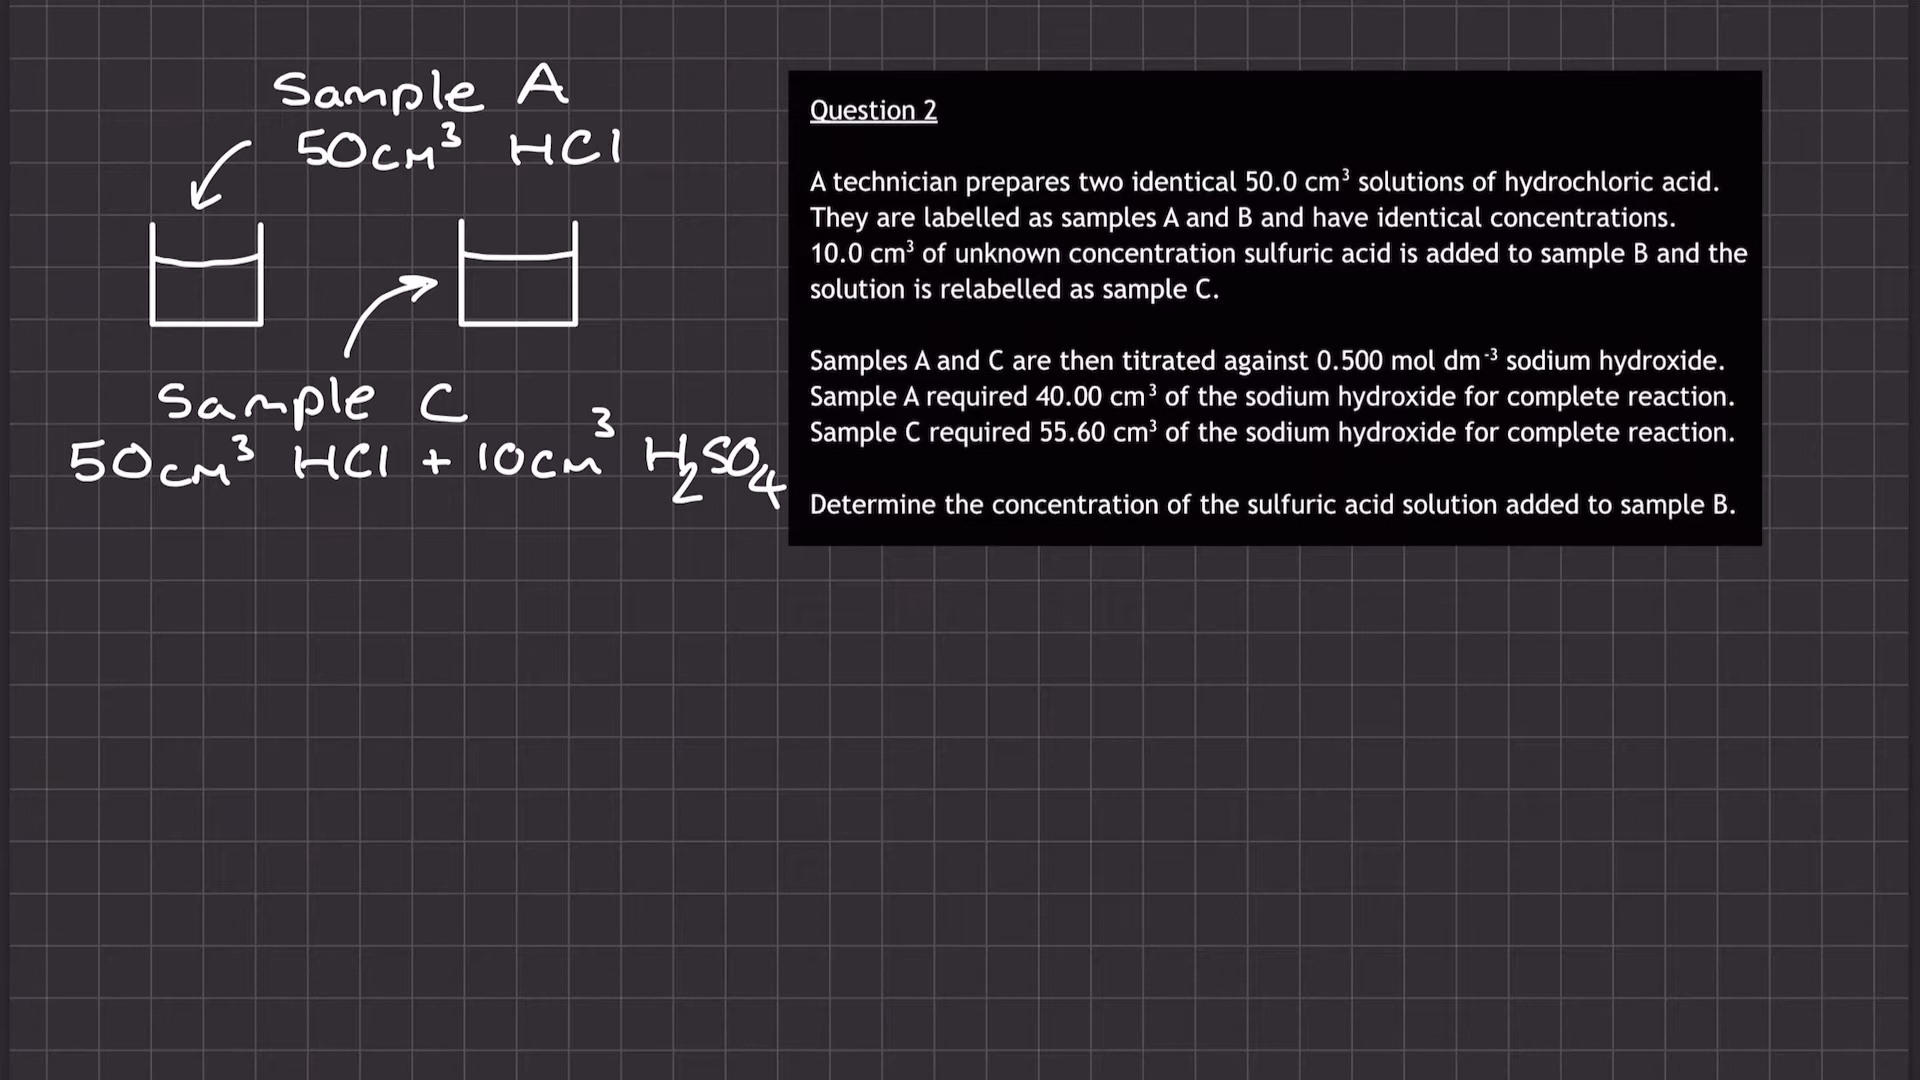 Sample A
50cm³ HCl
Sample C
50cm³ HCl + 10cm³ H₂SO₄
Question 2
A technician prepares two identical 50.0 cm³ solutions of hydrochloric acid.
They are labelled as samples A and B and have identical concentrations.
10.0 cm³ of unknown concentration sulfuric acid is added to sample B and the
solution is relabelled as sample C.
Samples A and C are then titrated against 0.500 mol dm⁻³ sodium hydroxide.
Sample A required 40.00 cm³ of the sodium hydroxide for complete reaction.
Sample C required 55.60 cm³ of the sodium hydroxide for complete reaction.
Determine the concentration of the sulfuric acid solution added to sample B.